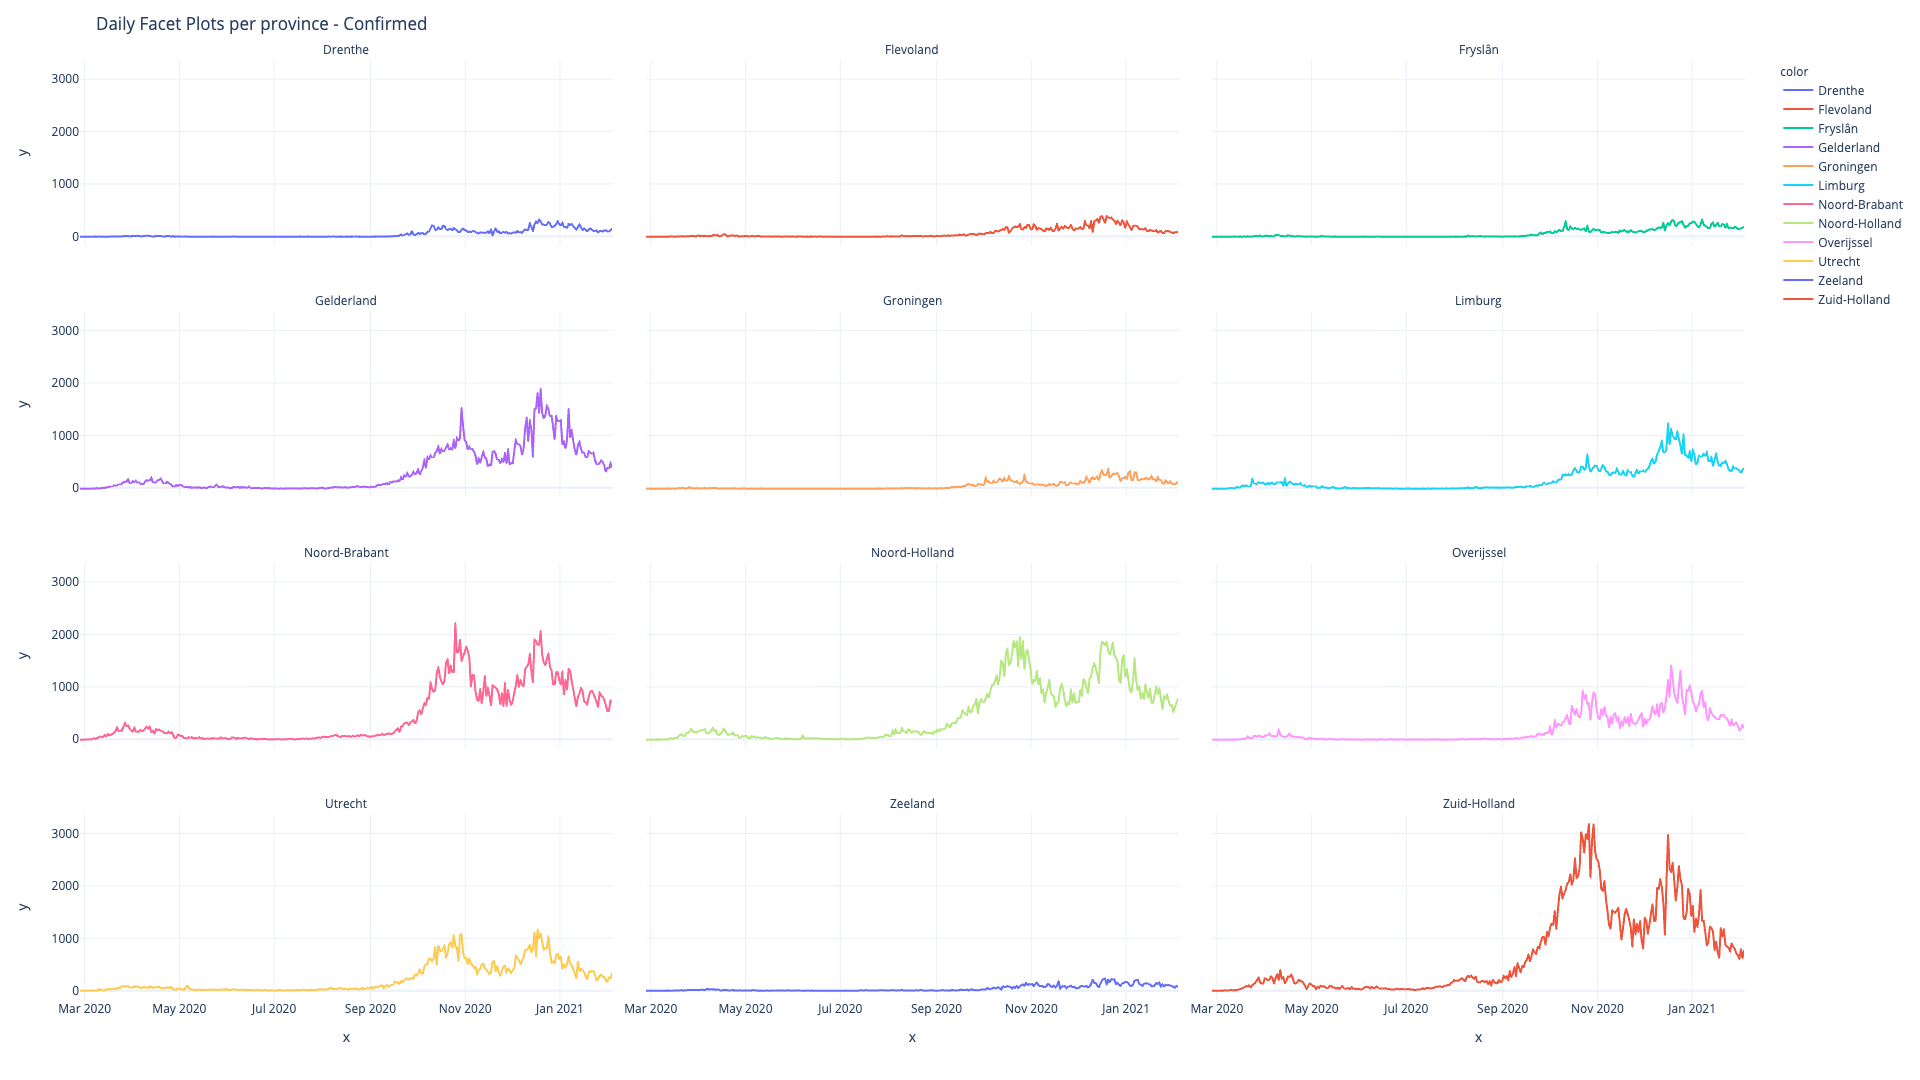 Daily Facet Plots per province - Confirmed
Drenthe
Flevoland
Fryslân
3000
2000
1000
0
y
color
Drenthe
Flevoland
Fryslân
Gelderland
Groningen
Limburg
Noord-Brabant
Noord-Holland
Overijssel
Utrecht
Zeeland
Zuid-Holland
Gelderland
Groningen
Limburg
3000
2000
1000
0
y
Noord-Brabant
Noord-Holland
Overijssel
3000
2000
1000
0
y
Utrecht
Zeeland
Zuid-Holland
3000
2000
1000
0
y
Mar 2020 May 2020 Jul 2020 Sep 2020 Nov 2020 Jan 2021
Mar 2020 May 2020 Jul 2020 Sep 2020 Nov 2020 Jan 2021
Mar 2020 May 2020 Jul 2020 Sep 2020 Nov 2020 Jan 2021
x
x
x